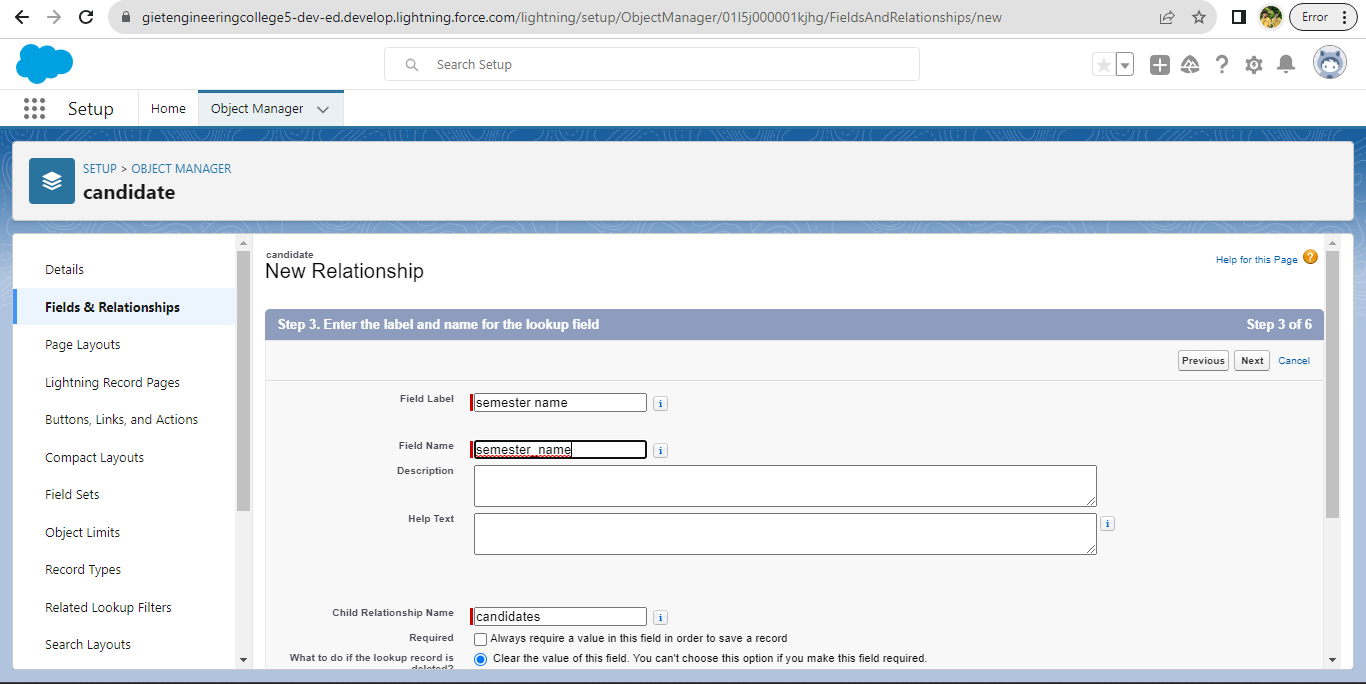 gietengineeringcollege5-dev-ed.develop.lightning.force.com/lightning/setup/ObjectManager/01I5j000001kjhg/FieldsAndRelationships/new
Error
Search Setup
Setup
Home
Object Manager
SETUP > OBJECT MANAGER
candidate
Details
Fields & Relationships
Page Layouts
Lightning Record Pages
Buttons, Links, and Actions
Compact Layouts
Field Sets
Object Limits
Record Types
Related Lookup Filters
Search Layouts
candidate
New Relationship
Help for this Page ?
Step 3. Enter the label and name for the lookup field
Step 3 of 6
Previous
Next
Cancel
Field Label
semester name
i
Field Name
semester_name
i
Description
Help Text
i
Child Relationship Name
candidates
i
Required
Always require a value in this field in order to save a record
What to do if the lookup record is
deleted?
Clear the value of this field. You can't choose this option if you make this field required.